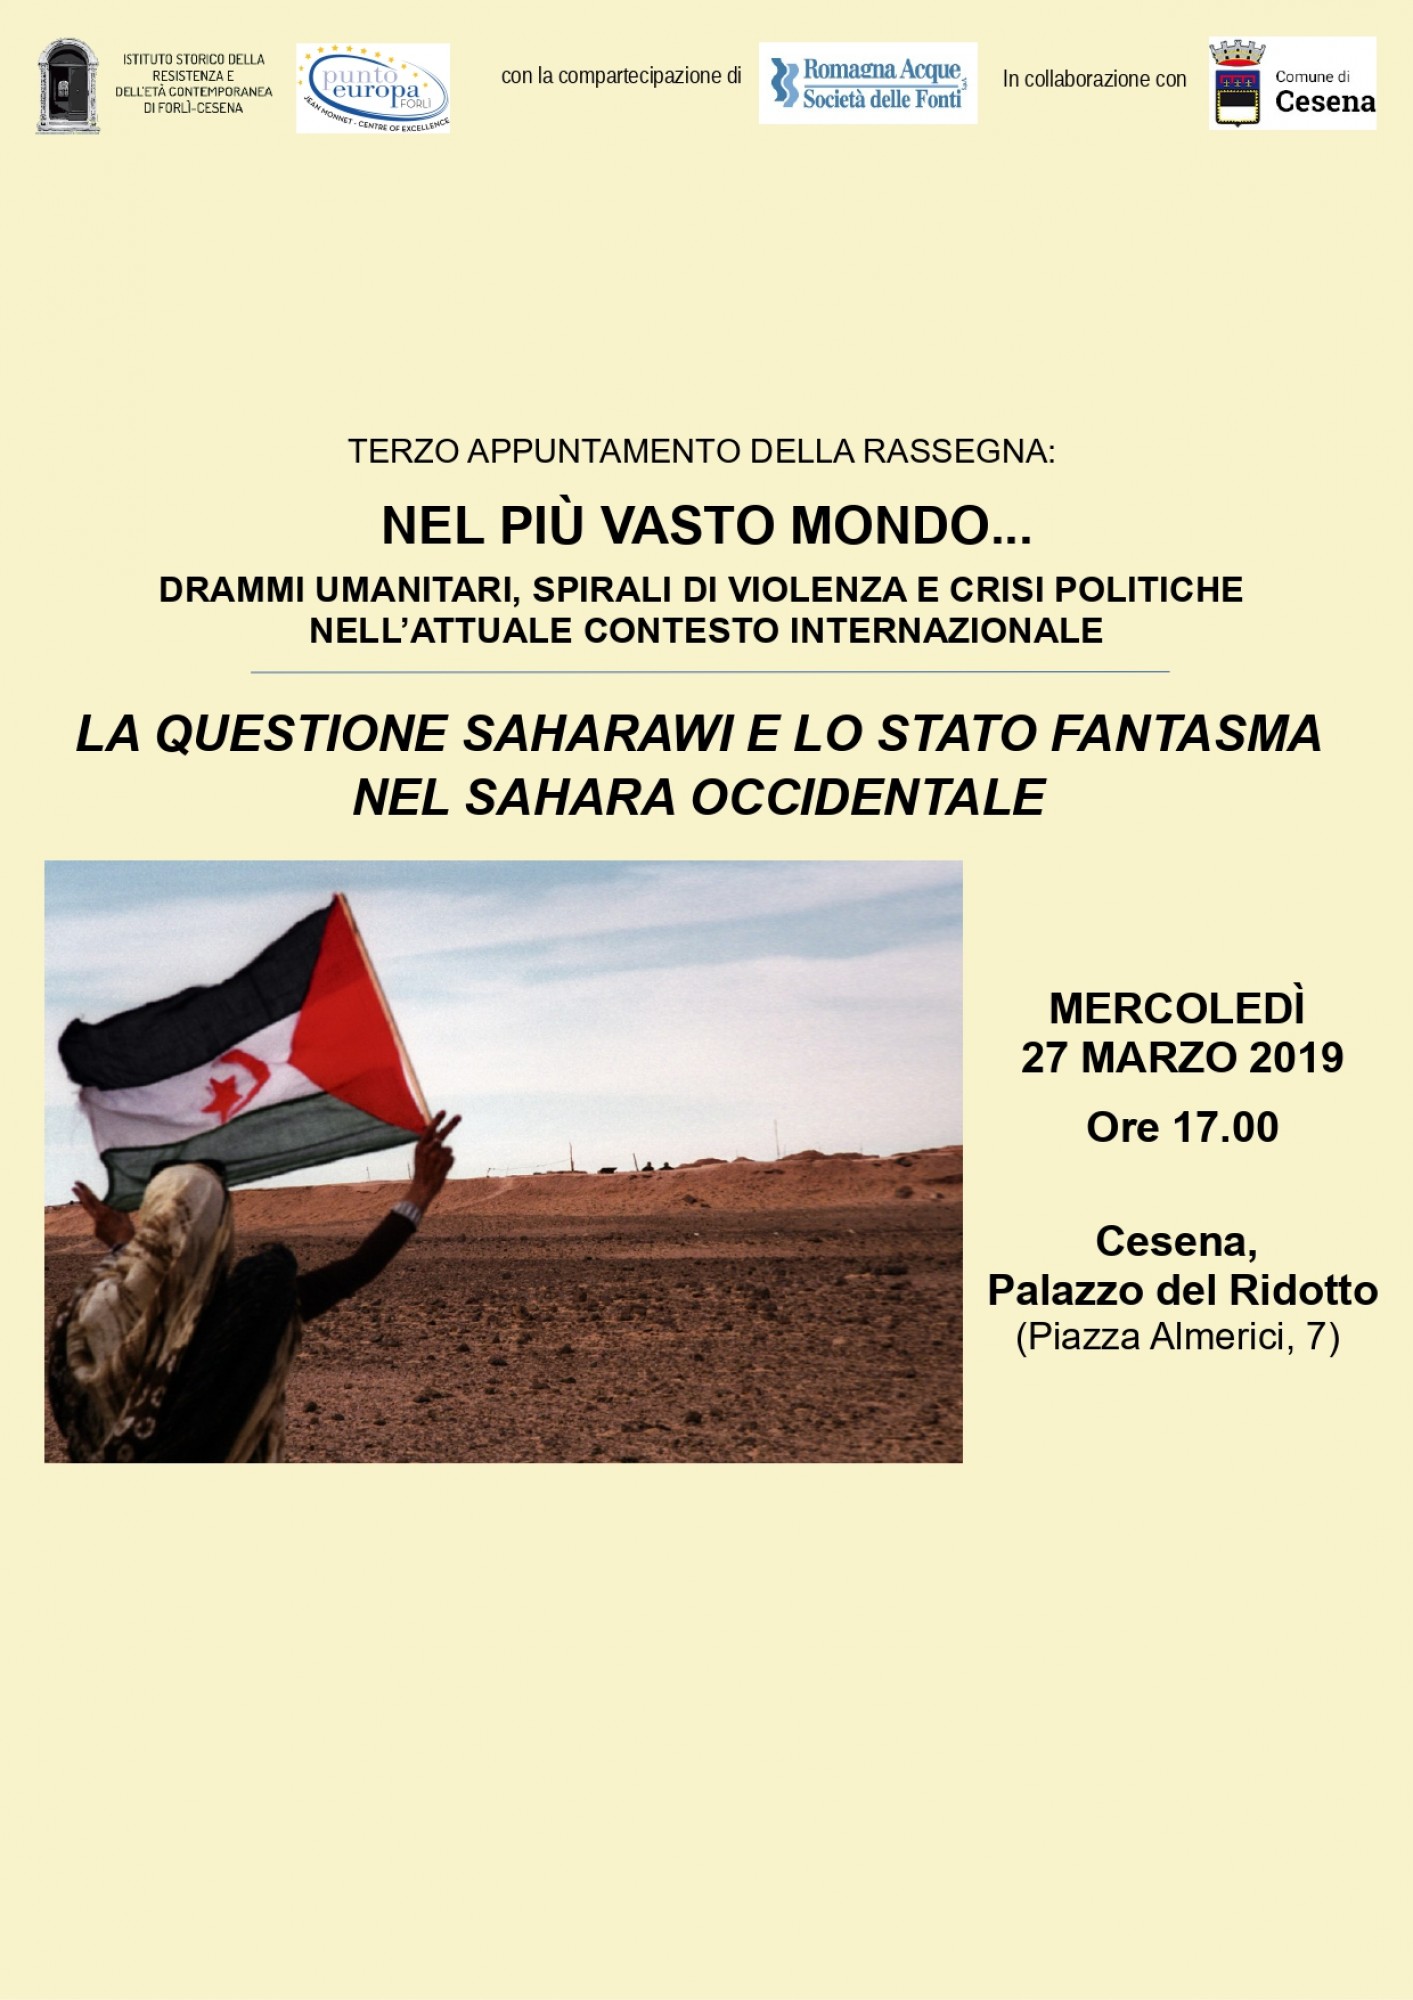 ISTITUTO STORICO DELLA
RESISTENZA E
DELL'ETÀ CONTEMPORANEA
DI FORLÌ-CESENA
punto
europa
FORLÌ
JEAN MONNET - CENTRE OF EXCELLENCE
con la compartecipazione di
Romagna Acque
Società delle Fonti
In collaborazione con
Comune di
Cesena
TERZO APPUNTAMENTO DELLA RASSEGNA:
NEL PIÙ VASTO MONDO...
DRAMMI UMANITARI, SPIRALI DI VIOLENZA E CRISI POLITICHE
NELL’ATTUALE CONTESTO INTERNAZIONALE
LA QUESTIONE SAHARAWI E LO STATO FANTASMA
NEL SAHARA OCCIDENTALE
MERCOLEDÌ
27 MARZO 2019
Ore 17.00
Cesena,
Palazzo del Ridotto
(Piazza Almerici, 7)